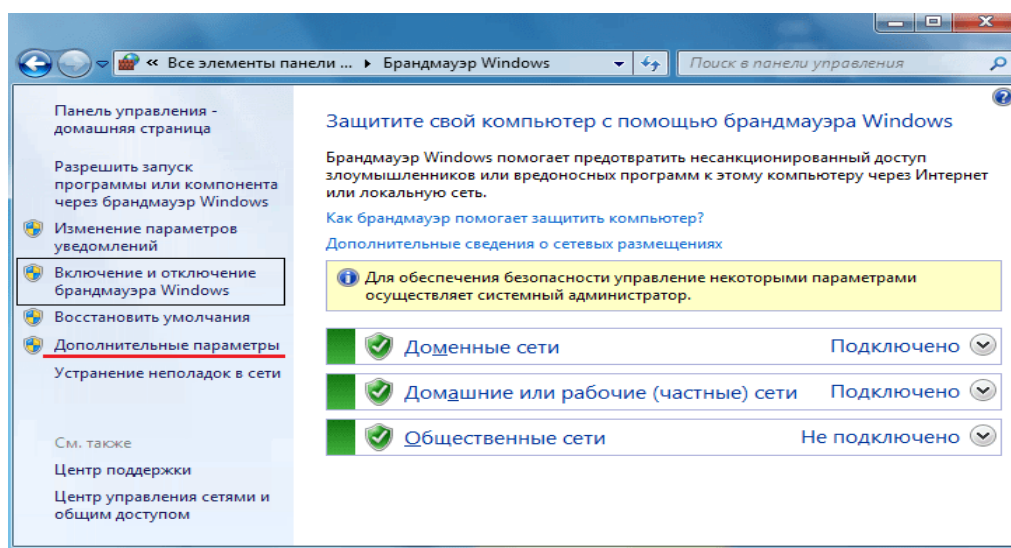 « Все элементы панели ... ▸ Брандмауэр Windows
Поиск в панели управления
Панель управления -
домашняя страница
Разрешить запуск
программы или компонента
через брандмауэр Windows
Изменение параметров
уведомлений
Включение и отключение
брандмауэра Windows
Восстановить умолчания
Дополнительные параметры
Устранение неполадок в сети
См. также
Центр поддержки
Центр управления сетями и
общим доступом
Защитите свой компьютер с помощью брандмауэра Windows
Брандмауэр Windows помогает предотвратить несанкционированный доступ
злоумышленников или вредоносных программ к этому компьютеру через Интернет
или локальную сеть.
Как брандмауэр помогает защитить компьютер?
Дополнительные сведения о сетевых размещениях
Для обеспечения безопасности управление некоторыми параметрами
осуществляет системный администратор.
Доменные сети Подключено
Домашние или рабочие (частные) сети Подключено
Общественные сети Не подключено